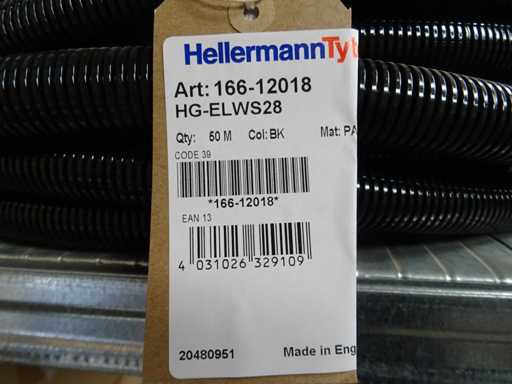 HellermannTy
Art: 166-12018
HG-ELWS28
Qty: 50 M Col: BK Mat: PA
CODE 39
*166-12018*
EAN 13
4 031026 329109
20480951 Made in Eng